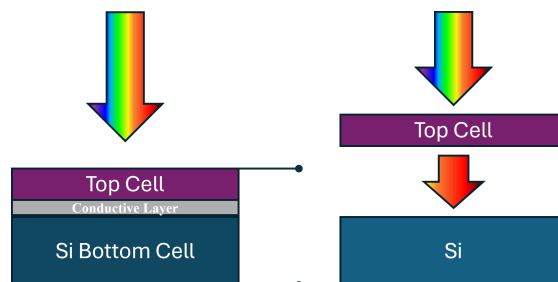 Top Cell
Conductive Layer
Si Bottom Cell
Top Cell
Si